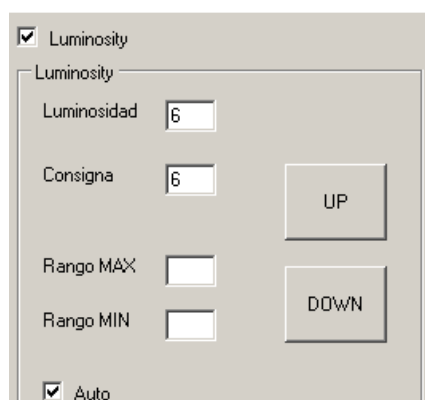 Luminosity
Luminosity
Luminosidad 6
Consigna 6
UP
Rango MAX
DOWN
Rango MIN
Auto